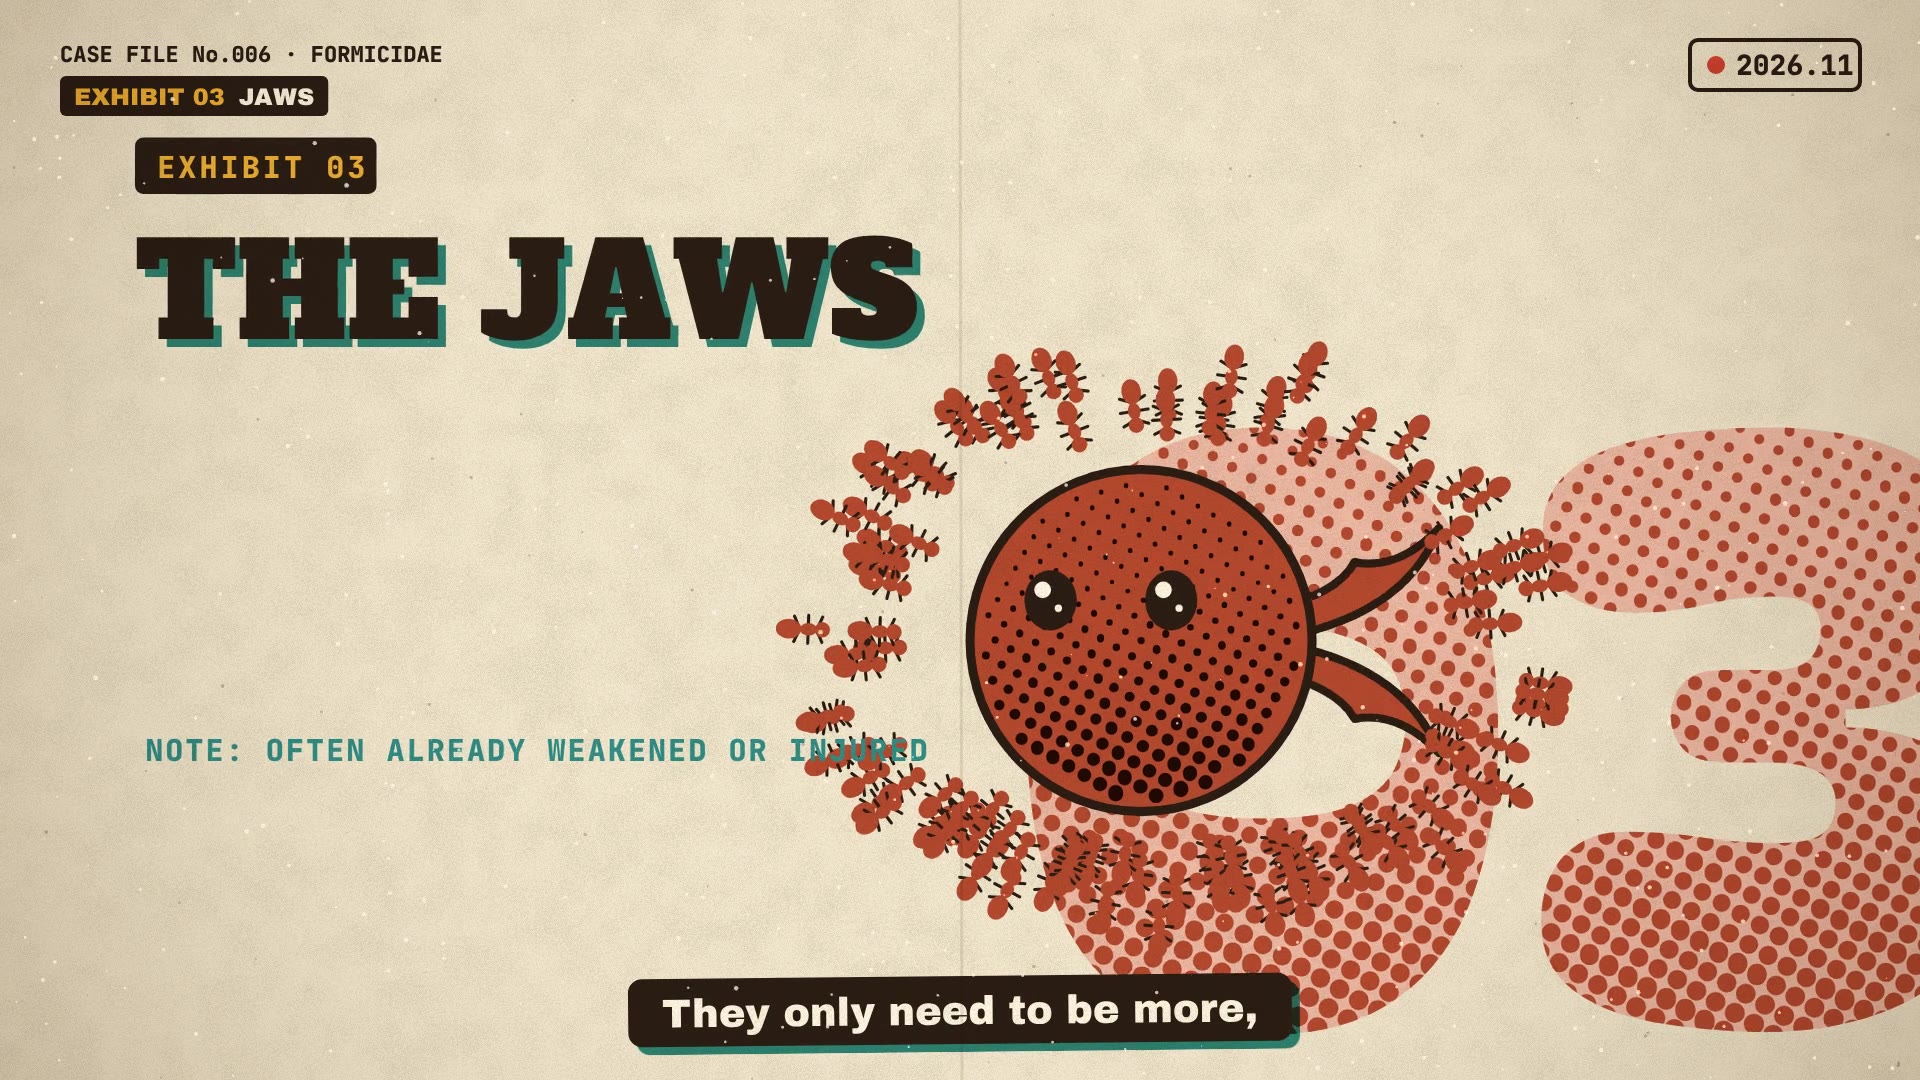 CASE FILE No.006 · FORMICIDAE
EXHIBIT 03 JAWS
2026.11
EXHIBIT 03
THE JAWS
03
NOTE: OFTEN ALREADY WEAKENED OR INJURED
They only need to be more,